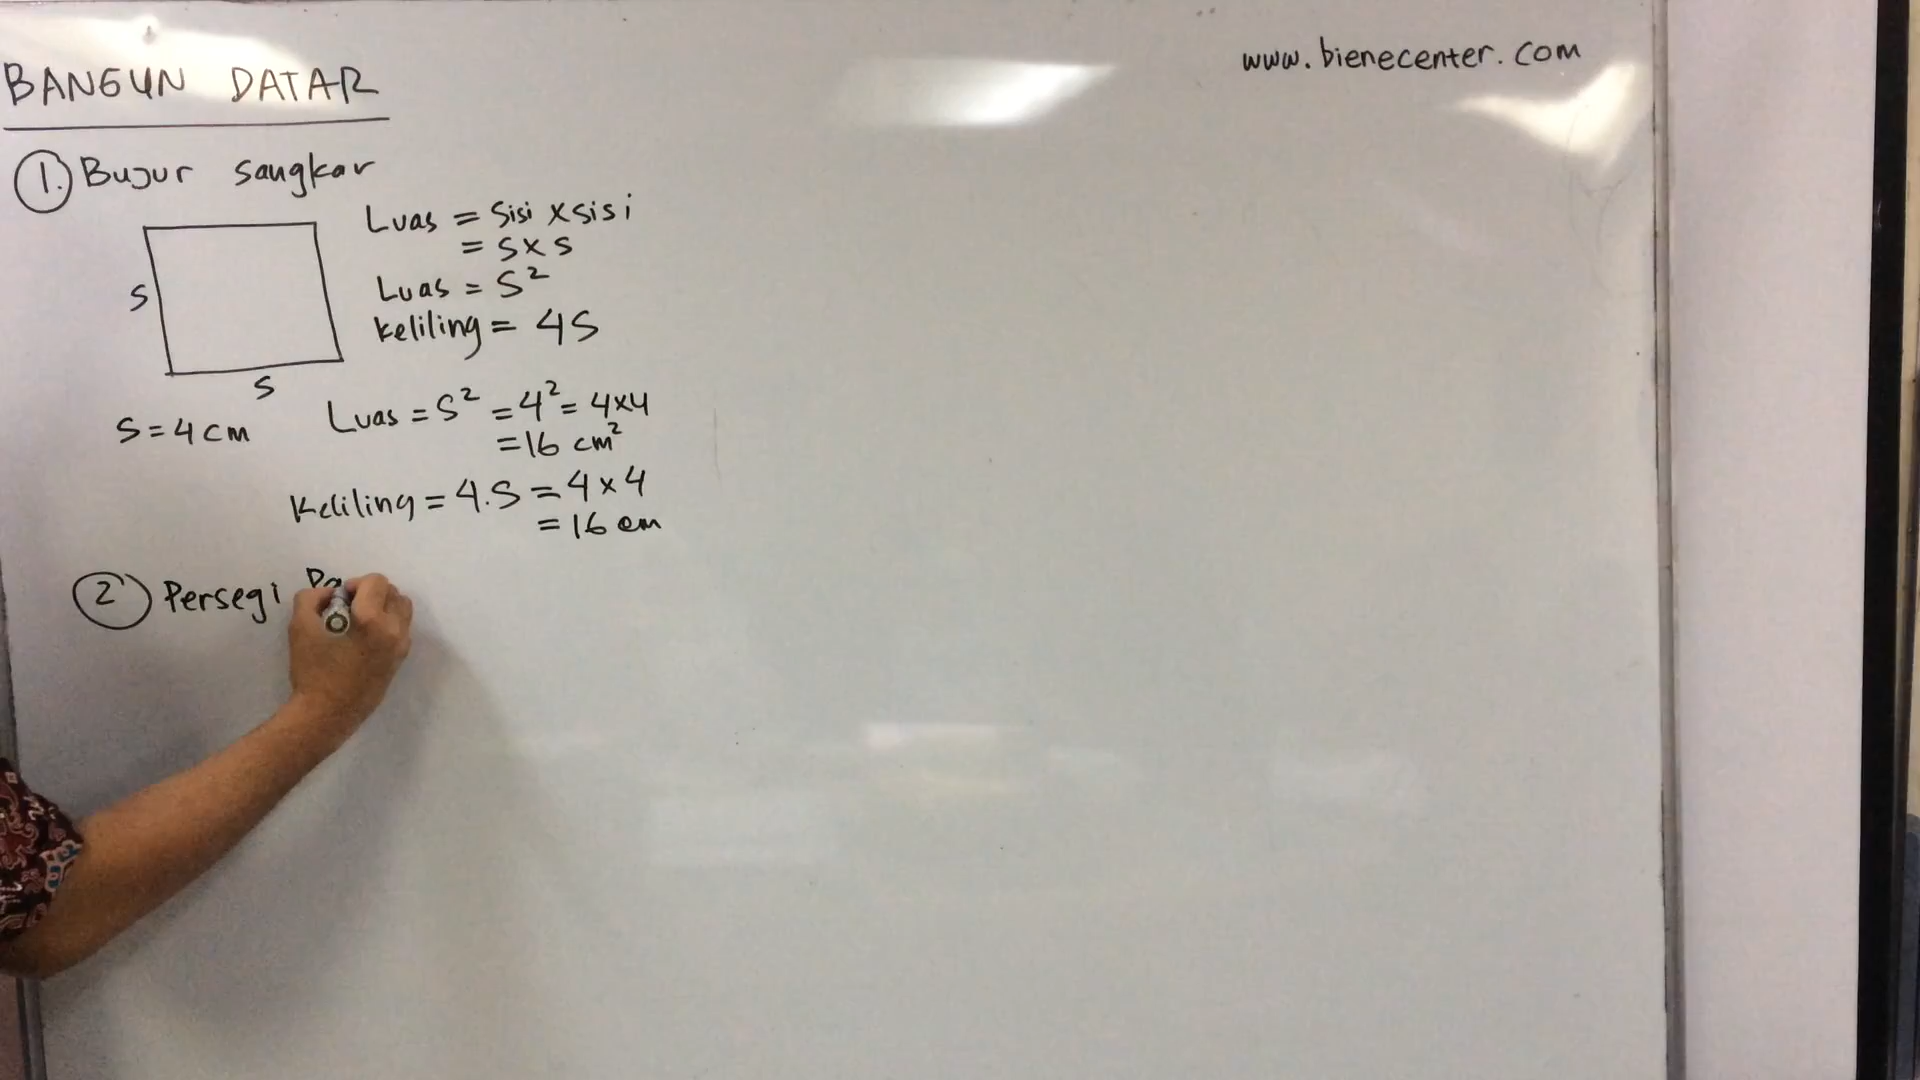 www.bienecenter.com
BANGUN DATAR
1. Bujur sangkar
Luas = Sisi x sisi
= S x S
Luas = S²
Keliling = 4S
S
S
S = 4 cm
Luas = S² = 4² = 4x4
= 16 cm²
Keliling = 4.S = 4 x 4
= 16 cm
2 Persegi